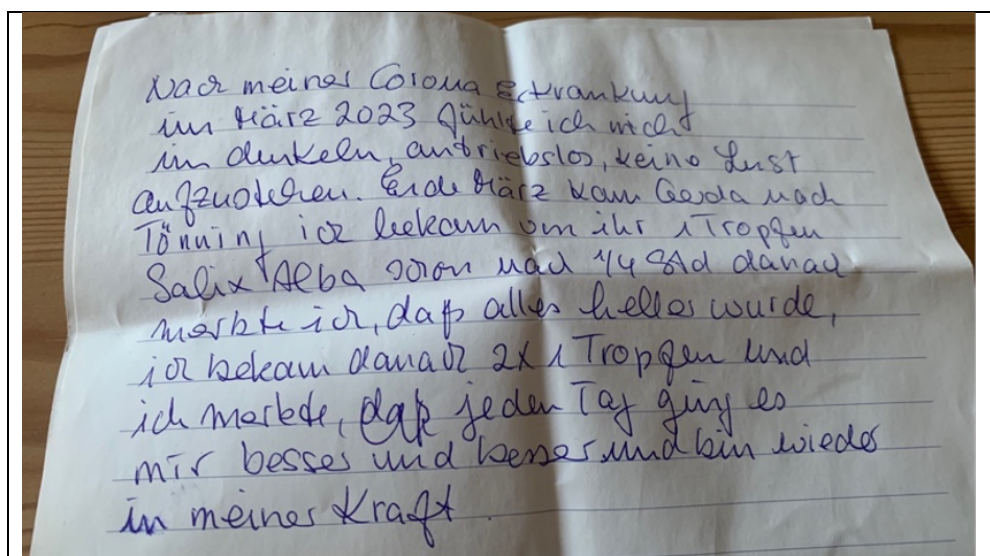 Nach meiner Corona Erkrankung
im März 2023 fühlte ich mich
im dunkeln, antriebslos, keine Lust
aufzustehen. Ende März kam Gerda nach
Tönning ich bekam von ihr 1 Tropfen
Salix Alba schon nach 1/4 Std danach
merkte ich, daß alles heller wurde,
ich bekam danach 2x 1 Tropfen und
ich merkte, daß jeden Tag ging es
mir besser und besser und bin wieder
in meiner Kraft.